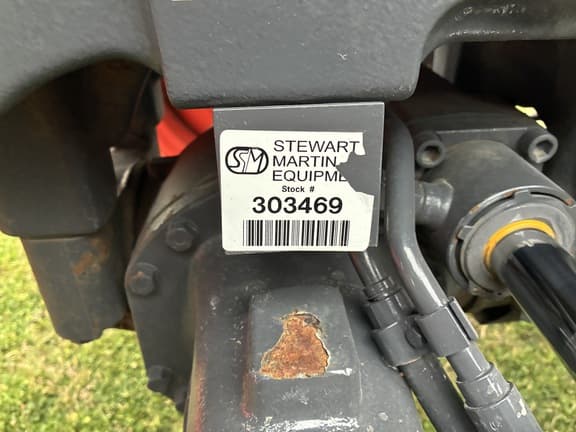 SM
STEWART
MARTIN
EQUIPME
Stock #
303469